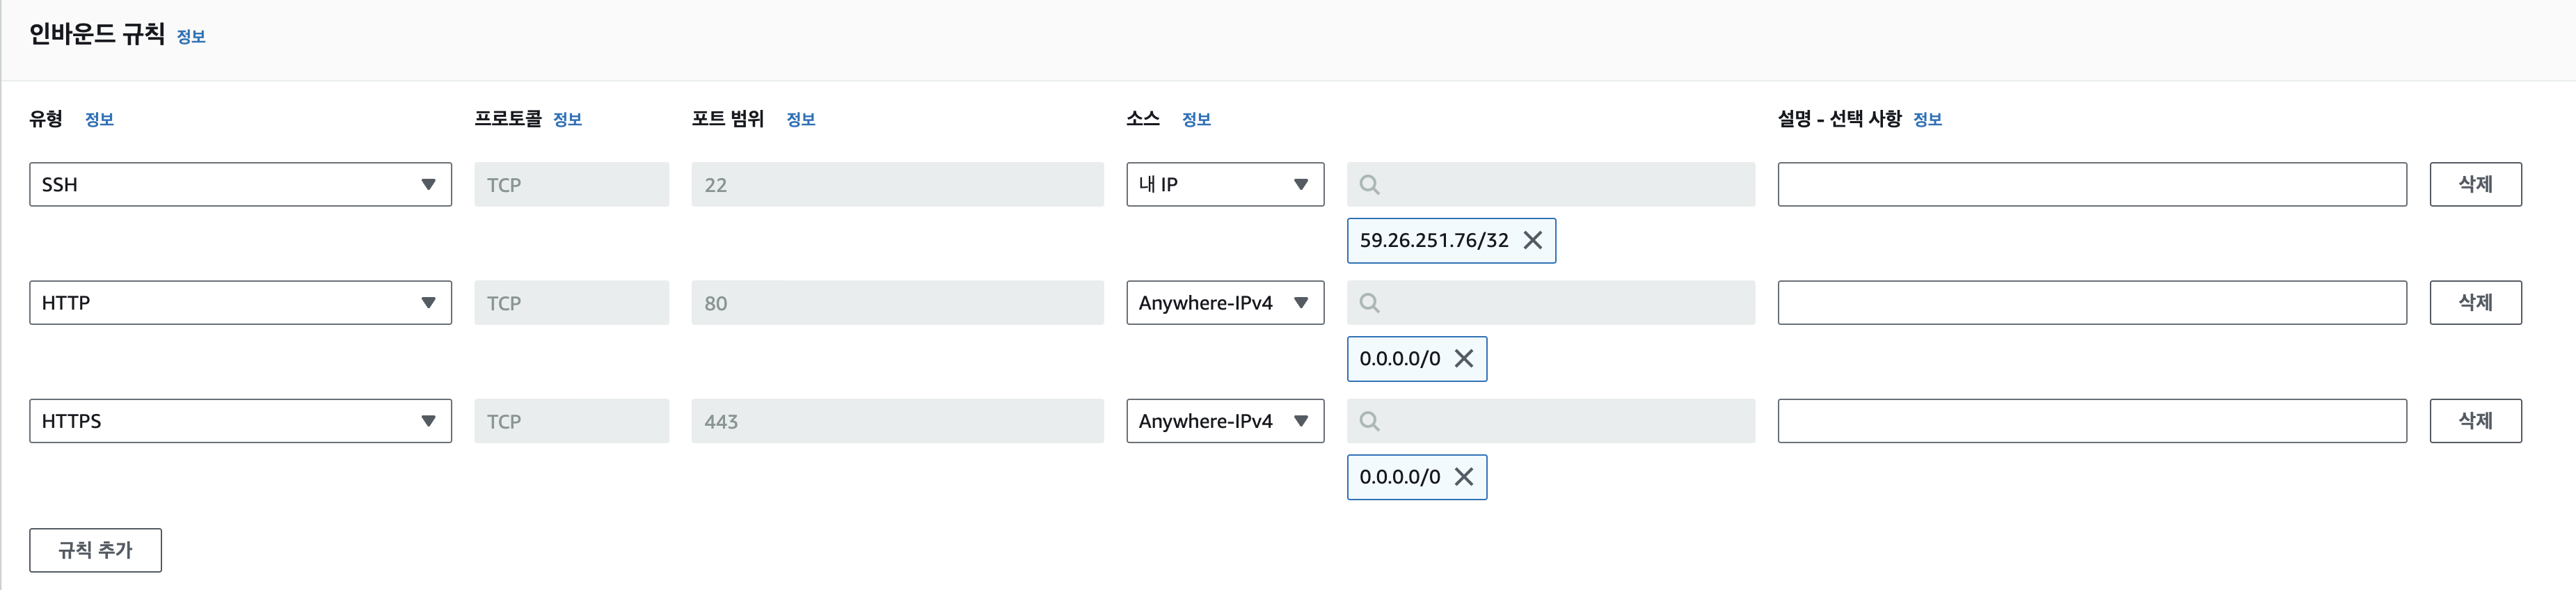 인바운드 규칙 정보
유형 정보 프로토콜 정보 포트 범위 정보 소스 정보 설명 - 선택 사항 정보
SSH TCP 22 내 IP 삭제
59.26.251.76/32
HTTP TCP 80 Anywhere-IPv4 삭제
0.0.0.0/0
HTTPS TCP 443 Anywhere-IPv4 삭제
0.0.0.0/0
규칙 추가